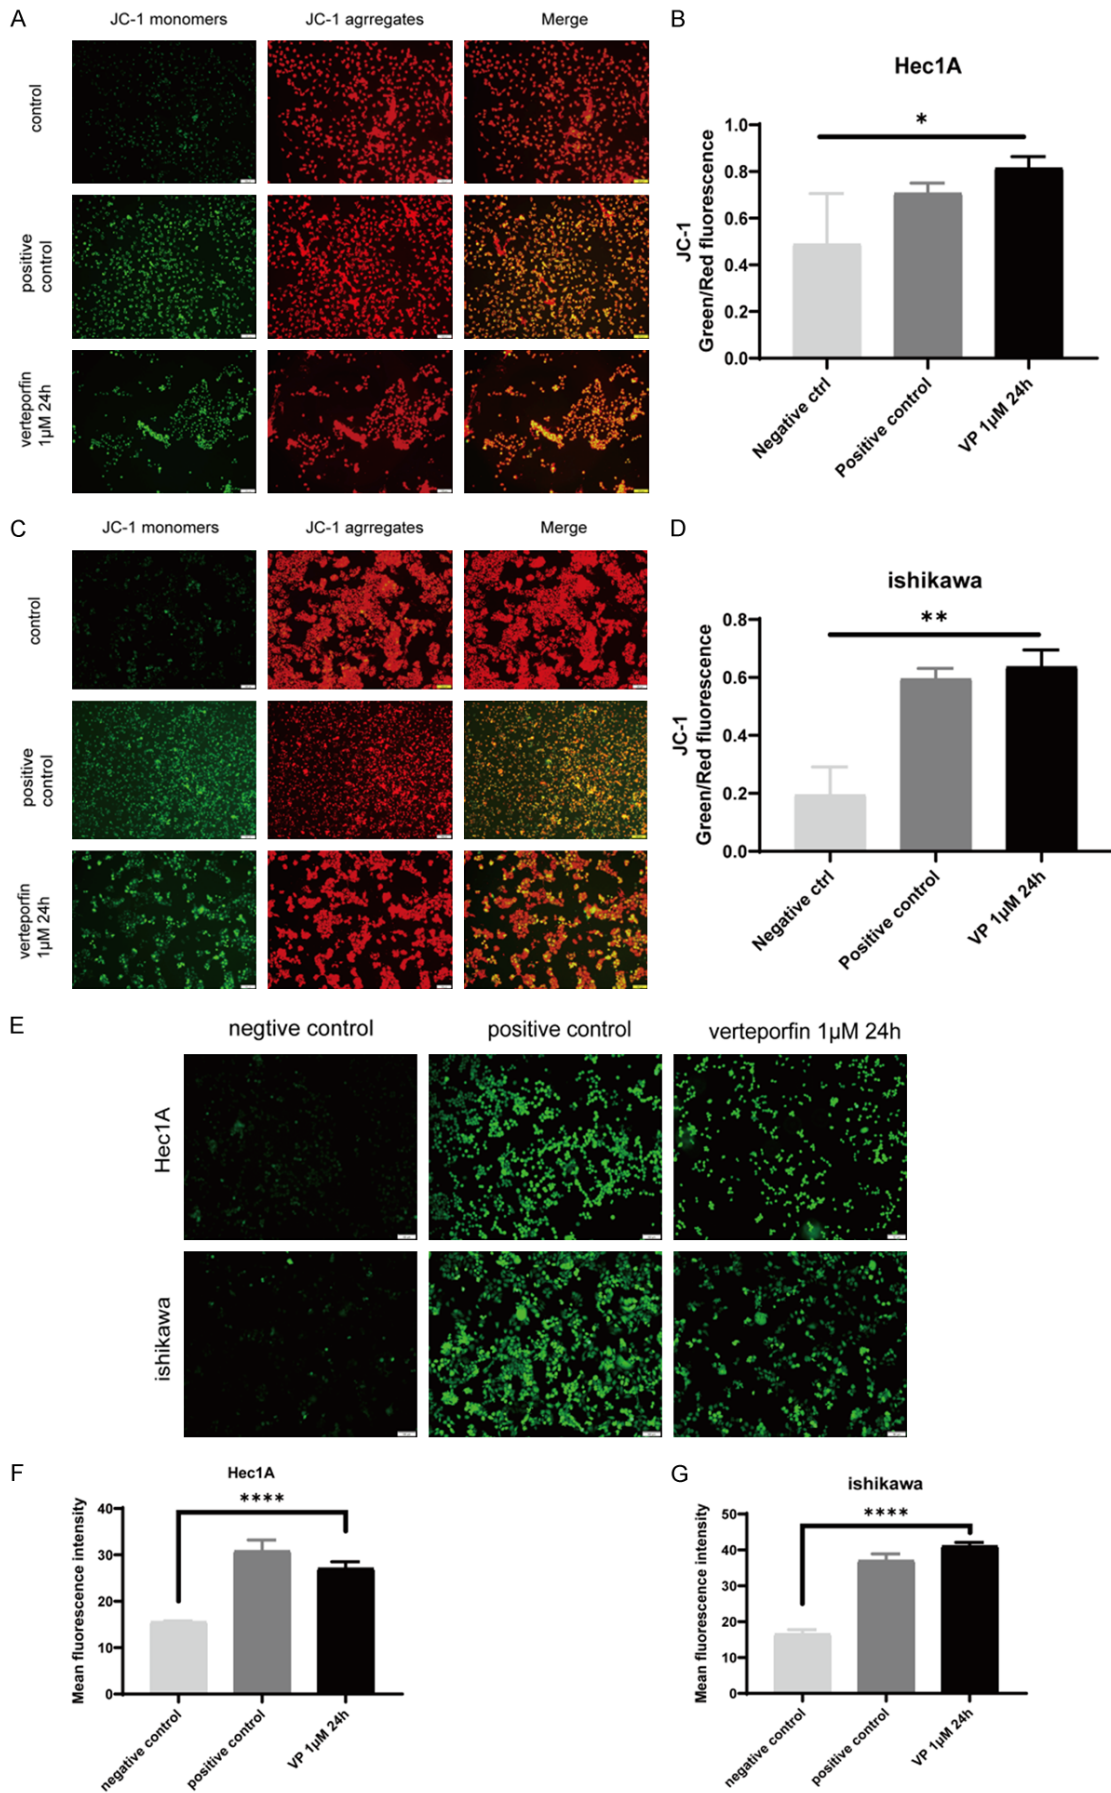 A
JC-1 monomers
JC-1 agrregates
Merge
control
positive
control
verteporfin
1μM 24h
B
Hec1A
*
JC-1
Green/Red fluorescence
1.0
0.8
0.6
0.4
0.2
0.0
Negative ctrl
Positive control
VP 1μM 24h
C
JC-1 monomers
JC-1 agrregates
Merge
control
positive
control
verteporfin
1μM 24h
D
ishikawa
**
JC-1
Green/Red fluorescence
0.8
0.6
0.4
0.2
0.0
Negative ctrl
Positive control
VP 1μM 24h
E
negtive control
positive control
verteporfin 1μM 24h
Hec1A
ishikawa
F
Hec1A
****
Mean fluorescence intensity
40
30
20
10
0
negative control
positive control
VP 1μM 24h
G
ishikawa
****
Mean fluorescence intensity
50
40
30
20
10
0
negative control
positive control
VP 1μM 24h